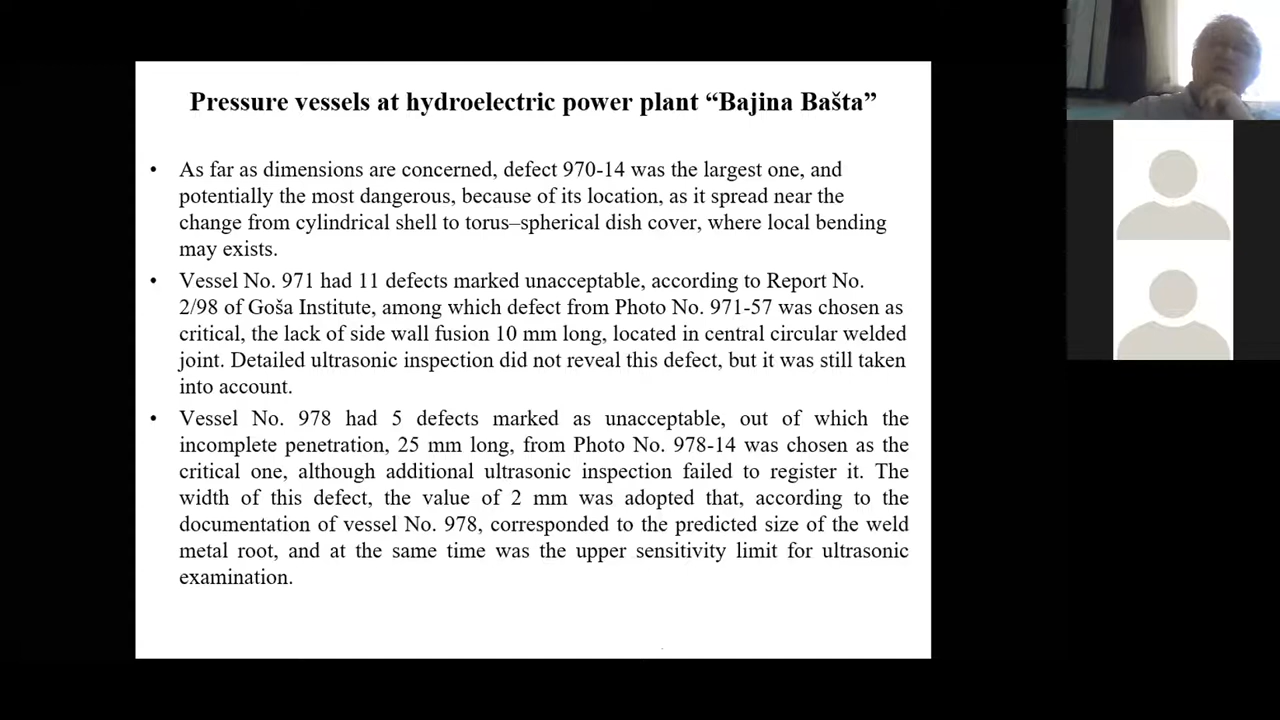 Pressure vessels at hydroelectric power plant “Bajina Bašta”
• As far as dimensions are concerned, defect 970-14 was the largest one, and
potentially the most dangerous, because of its location, as it spread near the
change from cylindrical shell to torus–spherical dish cover, where local bending
may exists.
• Vessel No. 971 had 11 defects marked unacceptable, according to Report No.
2/98 of Goša Institute, among which defect from Photo No. 971-57 was chosen as
critical, the lack of side wall fusion 10 mm long, located in central circular welded
joint. Detailed ultrasonic inspection did not reveal this defect, but it was still taken
into account.
• Vessel No. 978 had 5 defects marked as unacceptable, out of which the
incomplete penetration, 25 mm long, from Photo No. 978-14 was chosen as the
critical one, although additional ultrasonic inspection failed to register it. The
width of this defect, the value of 2 mm was adopted that, according to the
documentation of vessel No. 978, corresponded to the predicted size of the weld
metal root, and at the same time was the upper sensitivity limit for ultrasonic
examination.